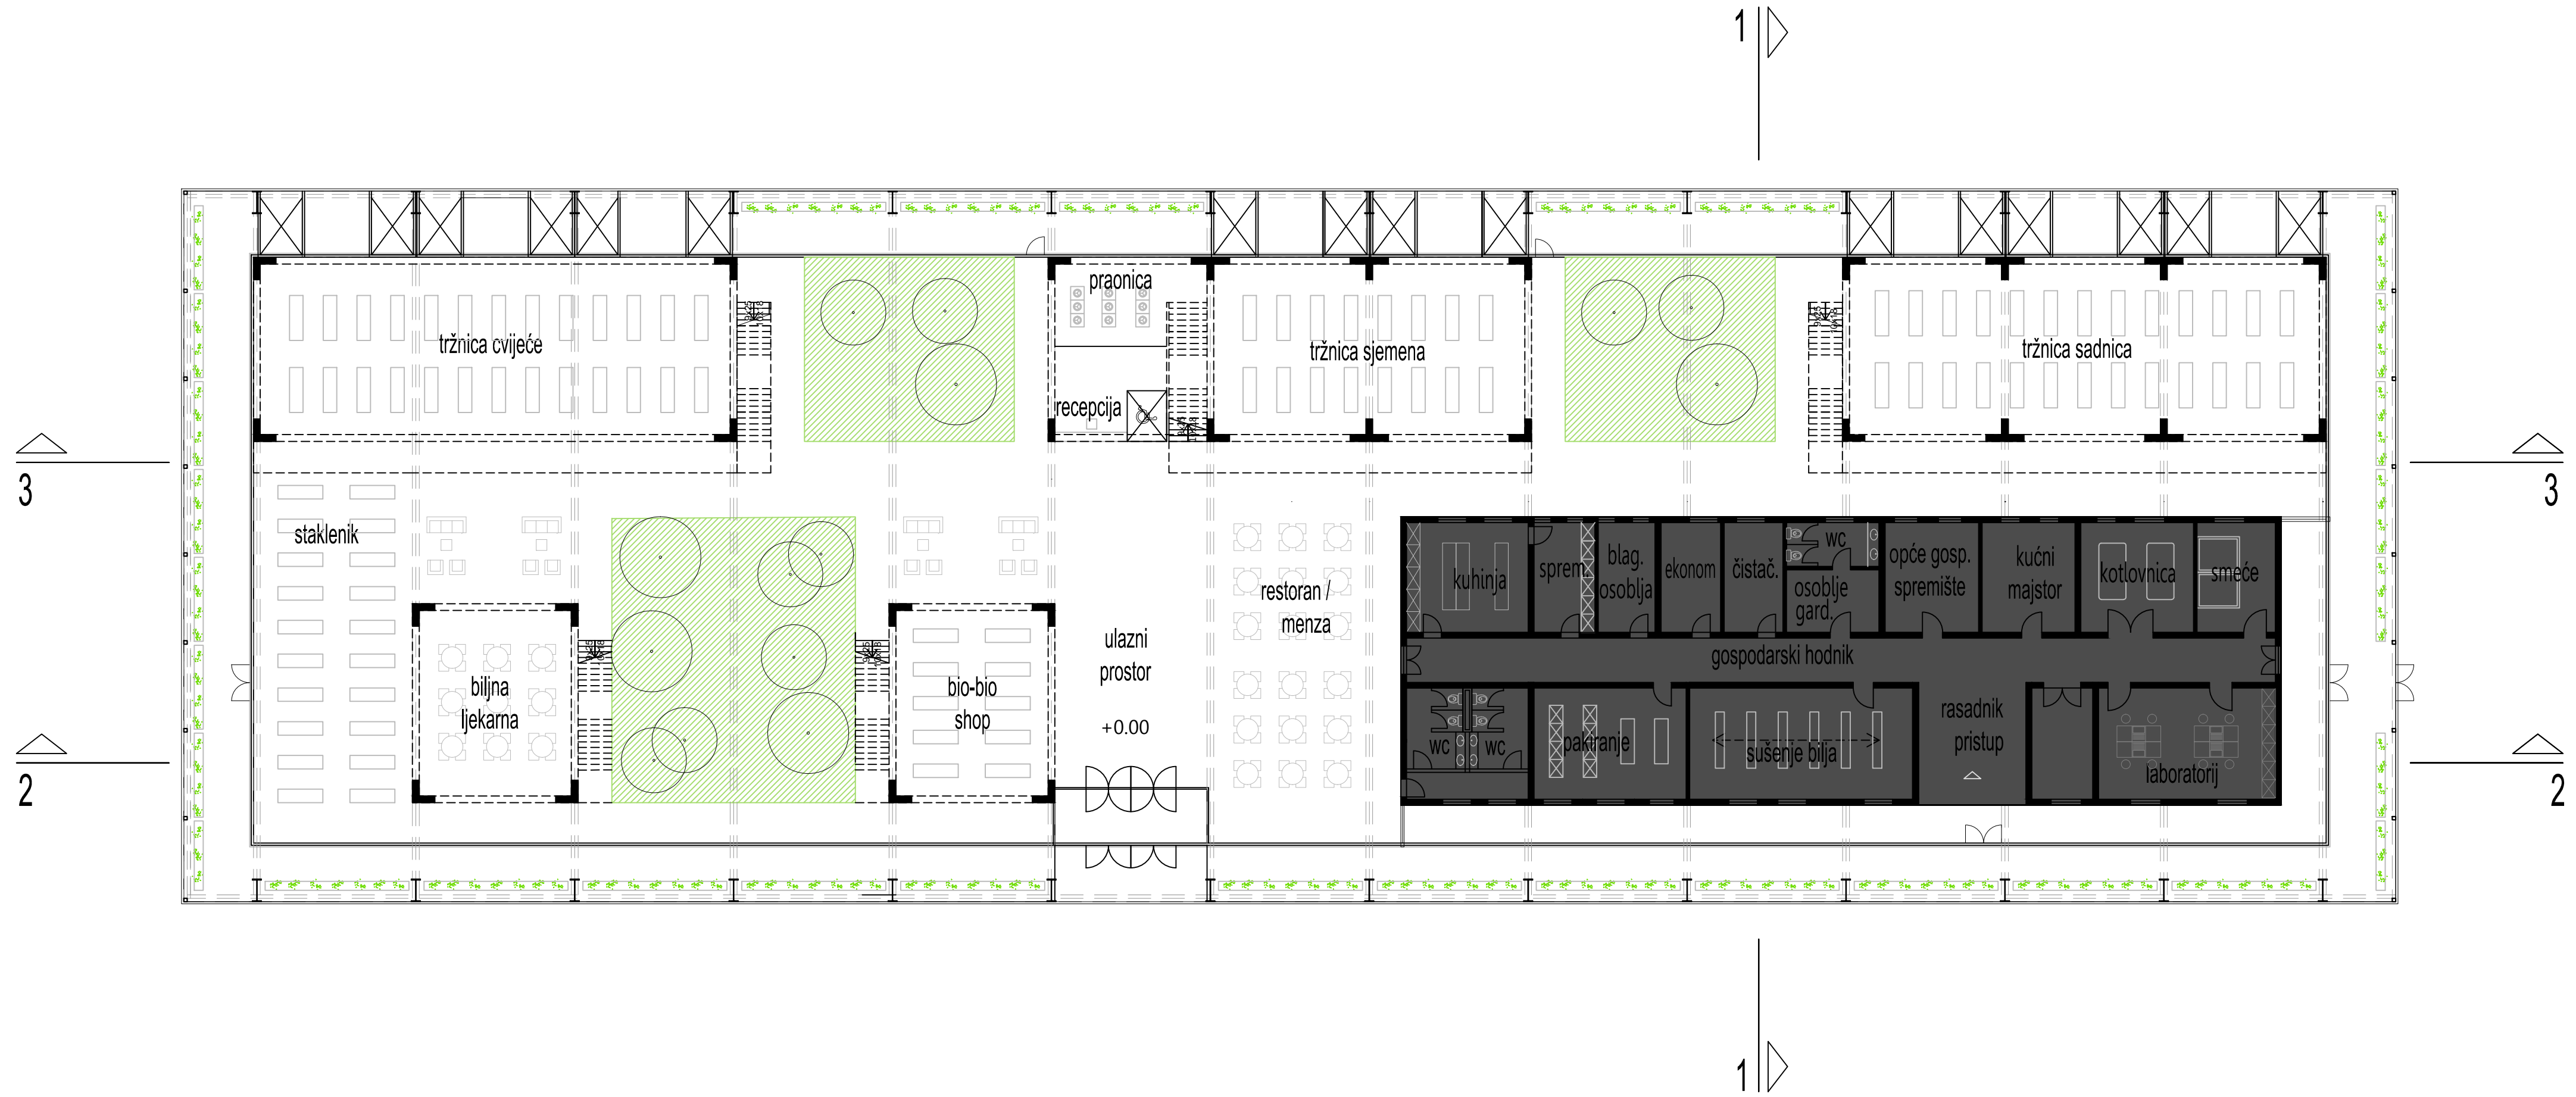 1
praonica
tržnica cvijeće
tržnica sjemena
tržnica sadnica
recepcija
3
3
staklenik
restoran /
menza
kuhinja
sprem.
blag.
osoblja
ekonom
čistač.
wc
osoblje
gard.
opće gosp.
spremište
kućni
majstor
kotlovnica
smeće
ulazni
prostor
+0.00
gospodarski hodnik
biljna
ljekarna
bio-bio
shop
wc
wc
pakiranje
sušenje bilja
rasadnik
pristup
laboratorij
2
2
1